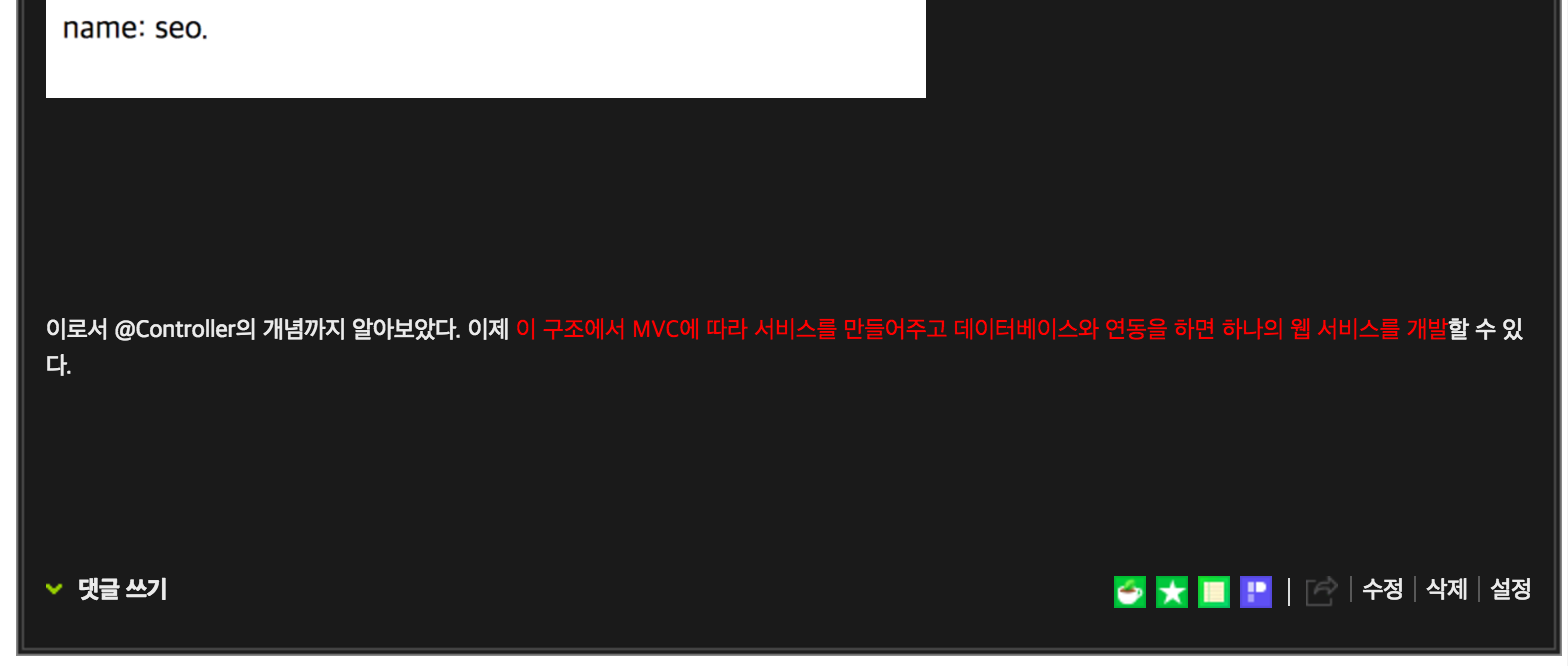 name: seo.
이로서 @Controller의 개념까지 알아보았다. 이제 이 구조에서 MVC에 따라 서비스를 만들어주고 데이터베이스와 연동을 하면 하나의 웹 서비스를 개발할 수 있
다.
댓글 쓰기 수정 삭제 설정